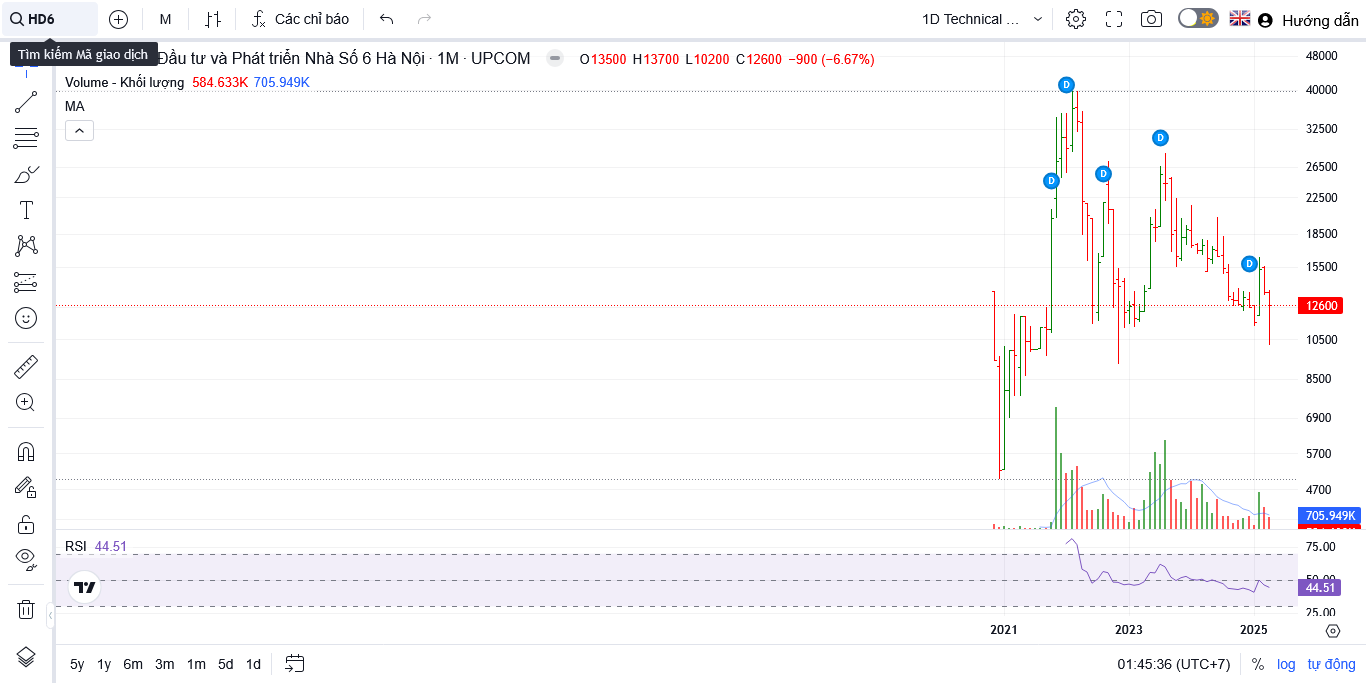 HD6 M Các chỉ báo 1D Technical ... Hướng dẫn
Tìm kiếm Mã giao dịch
Đầu tư và Phát triển Nhà Số 6 Hà Nội · 1M · UPCOM O13500 H13700 L10200 C12600 −900 (−6.67%)
Volume - Khối lượng 584.633K 705.949K
MA
D
D
D
D
D
48000
40000
32500
26500
22500
18500
15500
12600
10500
8500
6900
5700
4700
705.949K
RSI 44.51
75.00
50.00
44.51
25.00
2021 2023 2025
5y 1y 6m 3m 1m 5d 1d 01:45:36 (UTC+7) % log tự động